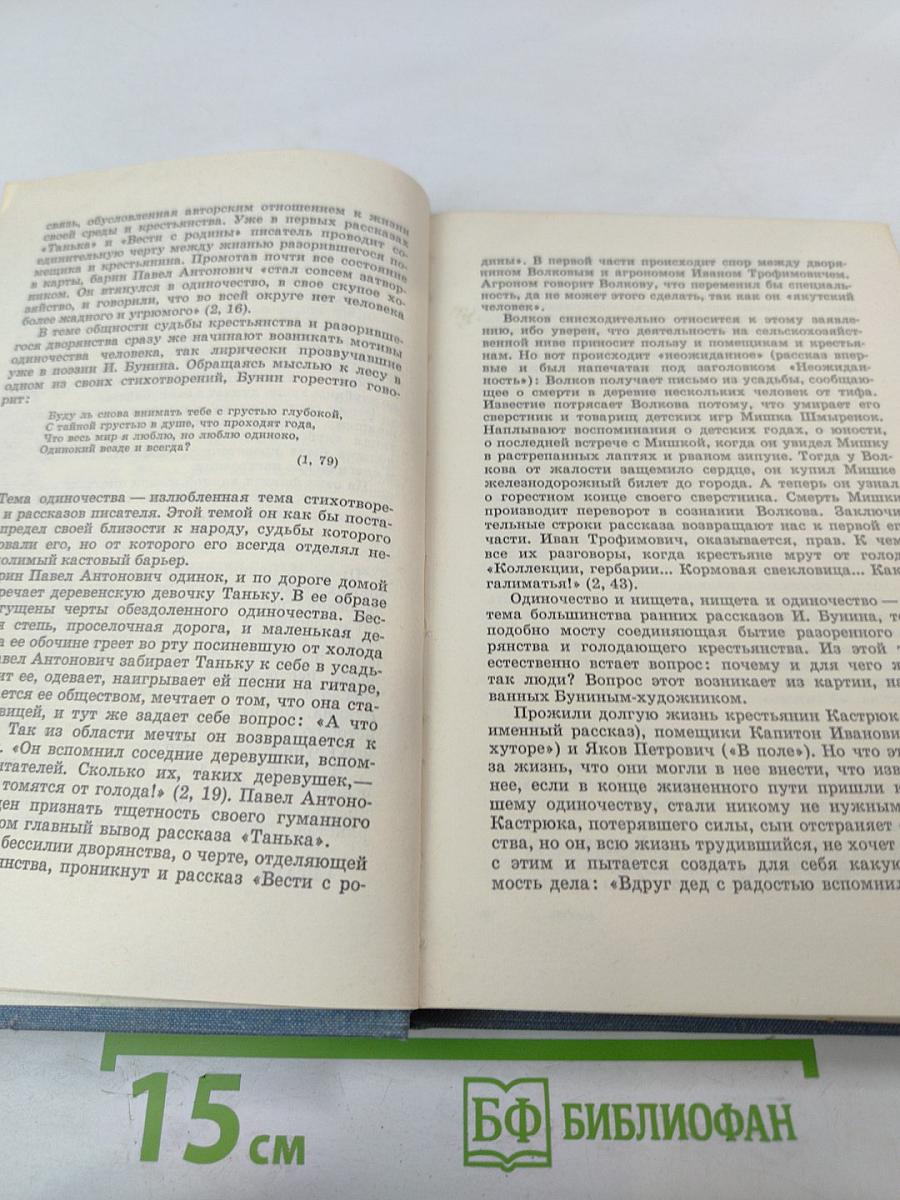 связь, обусловленная авторским отношением к жизни
своей среды и крестьянства. Уже в первых рассказах
«Танька» и «Вести с родины» писатель проводит со-
единительную черту между жизнью разорившегося по-
мещика и крестьянина. Промотав почти все состояние
в карты, барин Павел Антонович «стал совсем затвор-
ником. Он втянулся в одиночество, в свое скупое хо-
зяйство, и говорили, что во всей округе нет человека
более жадного и угрюмого» (2, 16).
В теме общности судьбы крестьянства и разоривше-
гося дворянства сразу же начинают возникать мотивы
одиночества человека, так лирически прозвучавшие
уже в поэзии И. Бунина. Обращаясь мыслью к лесу в
одном из своих стихотворений, Бунин горестно гово-
рит:
Буду ль снова внимать тебе с грустью глубокой,
С тайной грустью в душе, что проходят года,
Что весь мир я люблю, но люблю одиноко,
Одинокий везде и всегда?
(1, 79)
Тема одиночества — излюбленная тема стихотворе-
и рассказов писателя. Этой темой он как бы поста-
предел своей близости к народу, судьбы которого
овали его, но от которого его всегда отделял не-
олимый кастовый барьер.
рин Павел Антонович одинок, и по дороге домой
речает деревенскую девочку Таньку. В ее образе
гущены черты обездоленного одиночества. Бес-
я степь, проселочная дорога, и маленькая де-
а ее обочине греет во рту посиневшую от холода
авел Антонович забирает Таньку к себе в усадь-
ит ее, одевает, наигрывает ей песни на гитаре,
ается ее обществом, мечтает о том, что она ста-
вицей, и тут же задает себе вопрос: «А что
Так из области мечты он возвращается к
. «Он вспомнил соседние деревушки, вспом-
итателей. Сколько их, таких деревушек,—
томятся от голода!» (2, 19). Павел Антоно-
ден признать тщетность своего гуманного
ом главный вывод рассказа «Танька».
бессилии дворянства, о черте, отделяющей
янства, проникнут и рассказ «Вести с ро-
дины». В первой части происходит спор между дворя-
нином Волковым и агрономом Иваном Трофимовичем.
Агроном говорит Волкову, что переменил бы специаль-
ность, да не может этого сделать, так как он «якутский
человек».
Волков снисходительно относится к этому заявле-
нию, ибо уверен, что деятельность на сельскохозяйст-
венной ниве приносит пользу и помещикам и крестья-
нам. Но вот происходит «неожиданное» (рассказ впер-
вые и был напечатан под заголовком «Неожидан-
ность»): Волков получает письмо из усадьбы, сообщаю-
щее о смерти в деревне нескольких человек от тифа.
Известие потрясает Волкова потому, что умирает его
сверстник и товарищ детских игр Мишка Шмыренок.
Наплывают воспоминания о детских годах, о юности,
о последней встрече с Мишкой, когда он увидел Мишку
в растрепанных лаптях и рваном зипуне. Тогда у Вол-
кова от жалости защемило сердце, он купил Мишке
железнодорожный билет до города. А теперь он узнал
о горестном конце своего сверстника. Смерть Мишки
производит переворот в сознании Волкова. Заключи-
тельные строки рассказа возвращают нас к первой его
части. Иван Трофимович, оказывается, прав. К чем
все их разговоры, когда крестьяне мрут от голод
«Коллекции, гербарии... Кормовая свекловица... Как
галиматья!» (2, 43).
Одиночество и нищета, нищета и одиночество —
тема большинства ранних рассказов И. Бунина, те
подобно мосту соединяющая бытие разоренного
рянства и голодающего крестьянства. Из этой т
естественно встает вопрос: почему и для чего ж
так люди? Вопрос этот возникает из картин, на
ванных Буниным-художником.
Прожили долгую жизнь крестьянин Кастрюк
именный рассказ), помещики Капитон Иванови
хуторе») и Яков Петрович («В поле»). Но что эт
за жизнь, что они могли в нее внести, что изв
нее, если в конце жизненного пути пришли к
шему одиночеству, стали никому не нужным
Кастрюка, потерявшего силы, сын отстраняет
ства, но он, всю жизнь трудившийся, не хочет
с этим и пытается создать для себя какую
мость дела: «Вдруг дед с радостью вспомнил
15 см
БФ БИБЛИОФАН